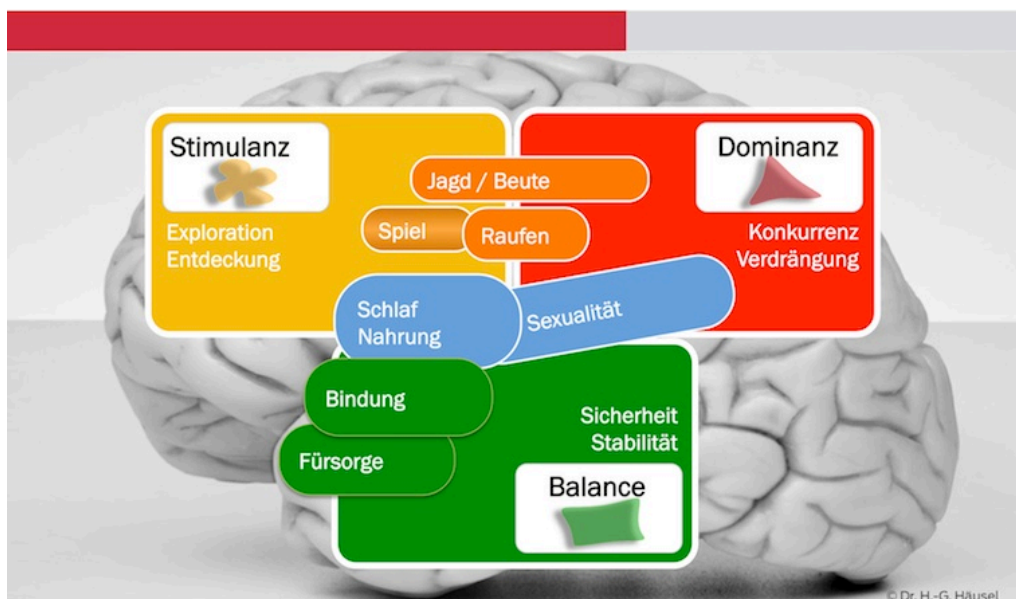 Stimulanz
Exploration
Entdeckung
Dominanz
Konkurrenz
Verdrängung
Jagd / Beute
Spiel
Raufen
Schlaf
Nahrung
Sexualität
Bindung
Fürsorge
Sicherheit
Stabilität
Balance
© Dr. H.-G. Häusel